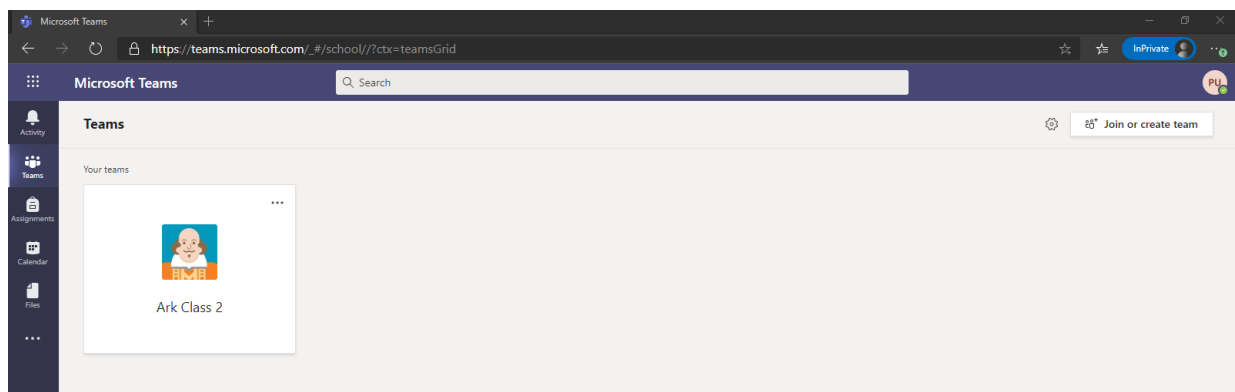 Microsoft Teams
https://teams.microsoft.com/_#/school//?ctx=teamsGrid
InPrivate
Microsoft Teams
Search
PU
Activity
Teams
Join or create team
Teams
Your teams
Assignments
Calendar
Ark Class 2
Files